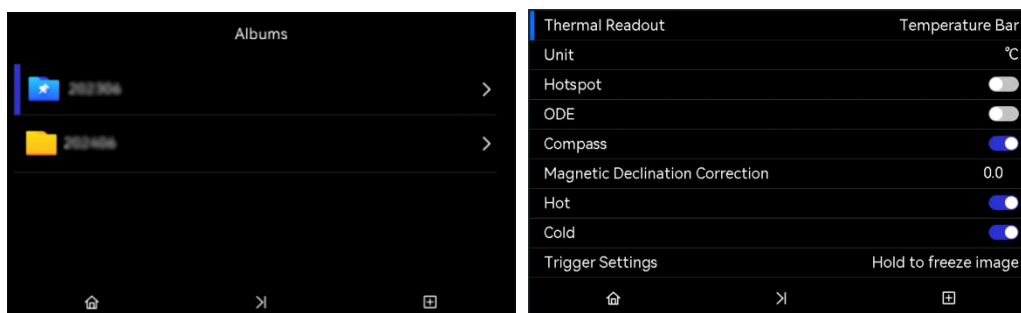 Albums
Thermal Readout Temperature Bar
Unit ℃
Hotspot
ODE
Compass
Magnetic Declination Correction 0.0
Hot
Cold
Trigger Settings Hold to freeze image